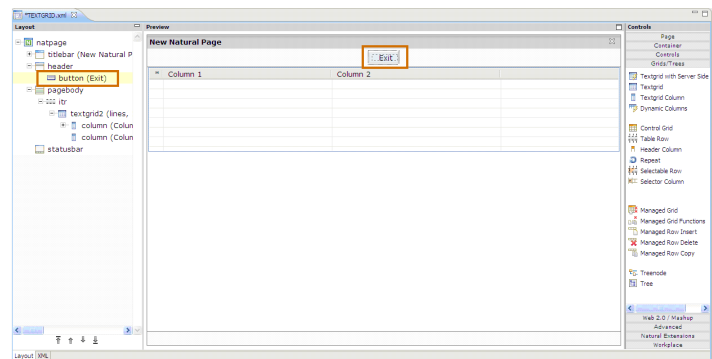 *TEXTGRID.xml
Layout
natpage
titlebar (New Natural P
header
button (Exit)
pagebody
itr
textgrid2 (lines,
column (Colun
column (Colun
statusbar
Layout XML
Preview
New Natural Page
Exit
* Column 1 Column 2
Controls
Page
Container
Controls
Grids/Trees
Textgrid with Server Side
Textgrid
Textgrid Column
Dynamic Columns
Control Grid
Table Row
Header Column
Repeat
Selectable Row
Selector Column
Managed Grid
Managed Grid Functions
Managed Row Insert
Managed Row Delete
Managed Row Copy
Treenode
Tree
Web 2.0 / Mashup
Advanced
Natural Extensions
Workplace